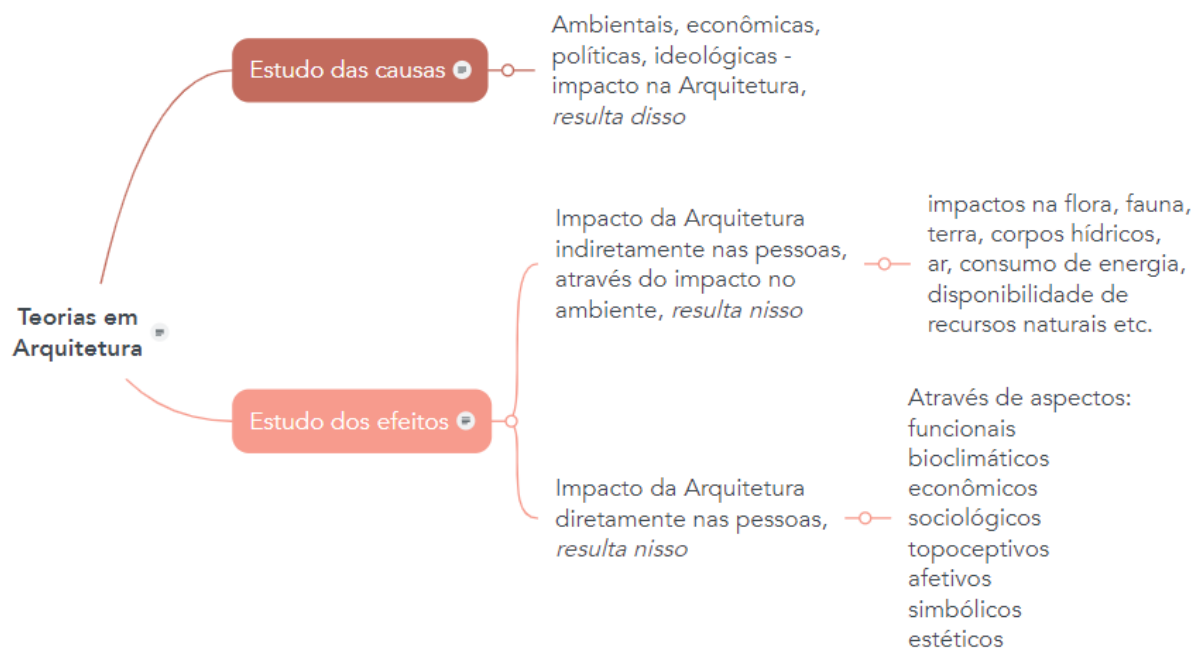 Ambientais, econômicas,
políticas, ideológicas -
impacto na Arquitetura,
resulta disso
Estudo das causas
Impacto da Arquitetura
indiretamente nas pessoas,
através do impacto no
ambiente, resulta nisso
impactos na flora, fauna,
terra, corpos hídricos,
ar, consumo de energia,
disponibilidade de
recursos naturais etc.
Teorias em
Arquitetura
Estudo dos efeitos
Impacto da Arquitetura
diretamente nas pessoas,
resulta nisso
Através de aspectos:
funcionais
bioclimáticos
econômicos
sociológicos
topoceptivos
afetivos
simbólicos
estéticos